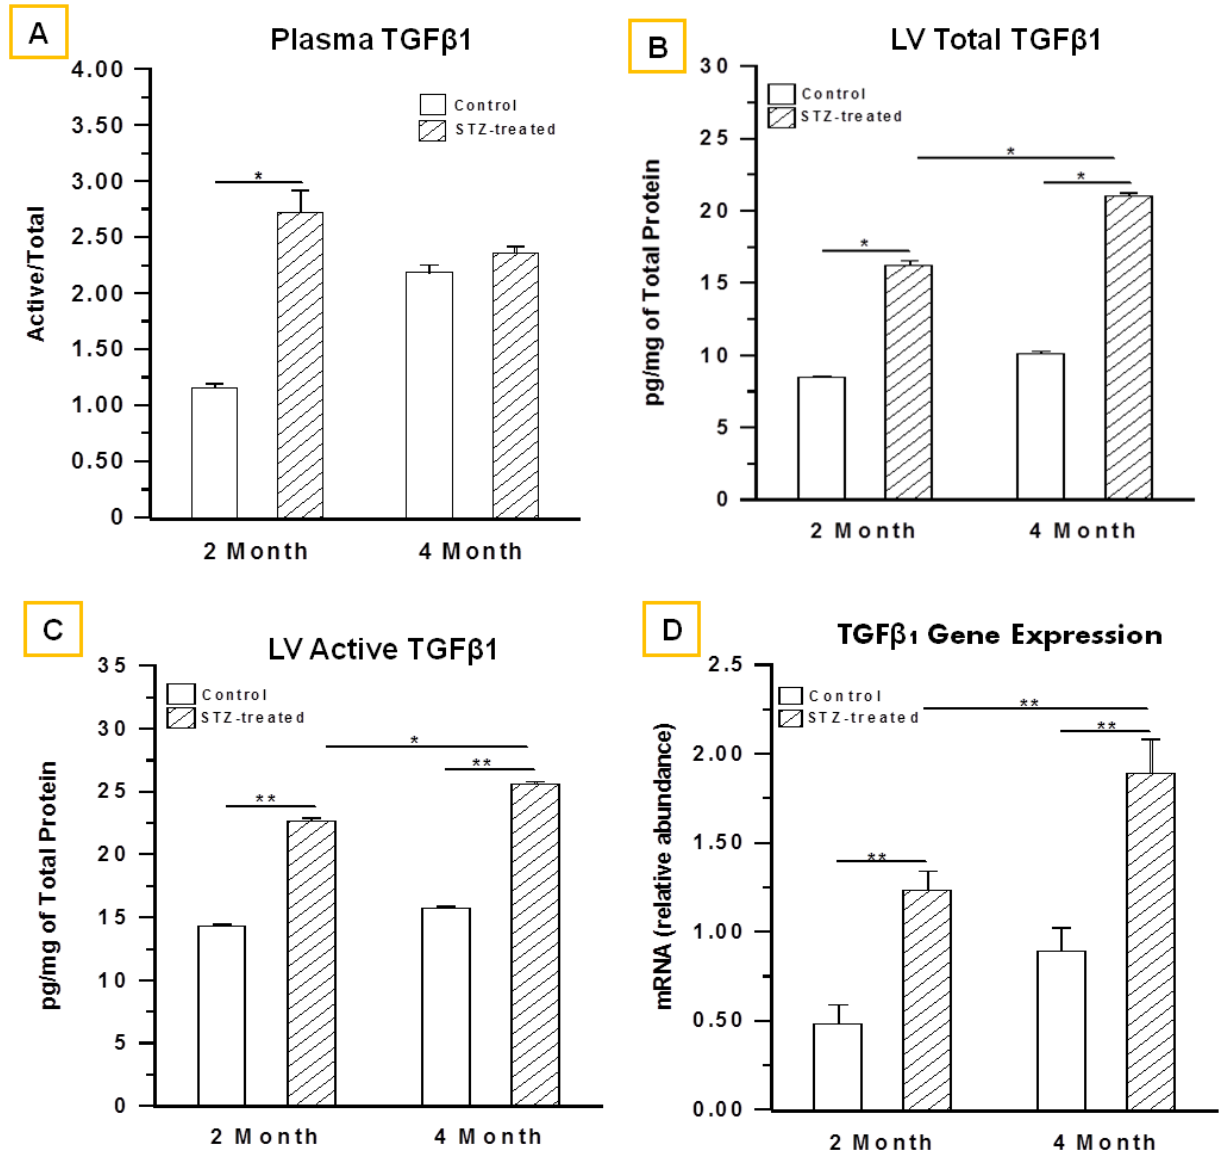 A
Plasma TGFβ1
4.00
3.50
3.00
2.50
2.00
1.50
1.00
0.50
0
Active/Total
Control
STZ-treated
*
2 Month
4 Month
B
LV Total TGFβ1
30
25
20
15
10
5
0
pg/mg of Total Protein
Control
STZ-treated
*
*
*
2 Month
4 Month
C
LV Active TGFβ1
35
30
25
20
15
10
5
0
pg/mg of Total Protein
Control
STZ-treated
*
**
**
2 Month
4 Month
D
TGFβ₁ Gene Expression
2.5
2.00
1.50
1.00
0.50
0.00
mRNA (relative abundance)
Control
STZ-treated
**
**
**
2 Month
4 Month